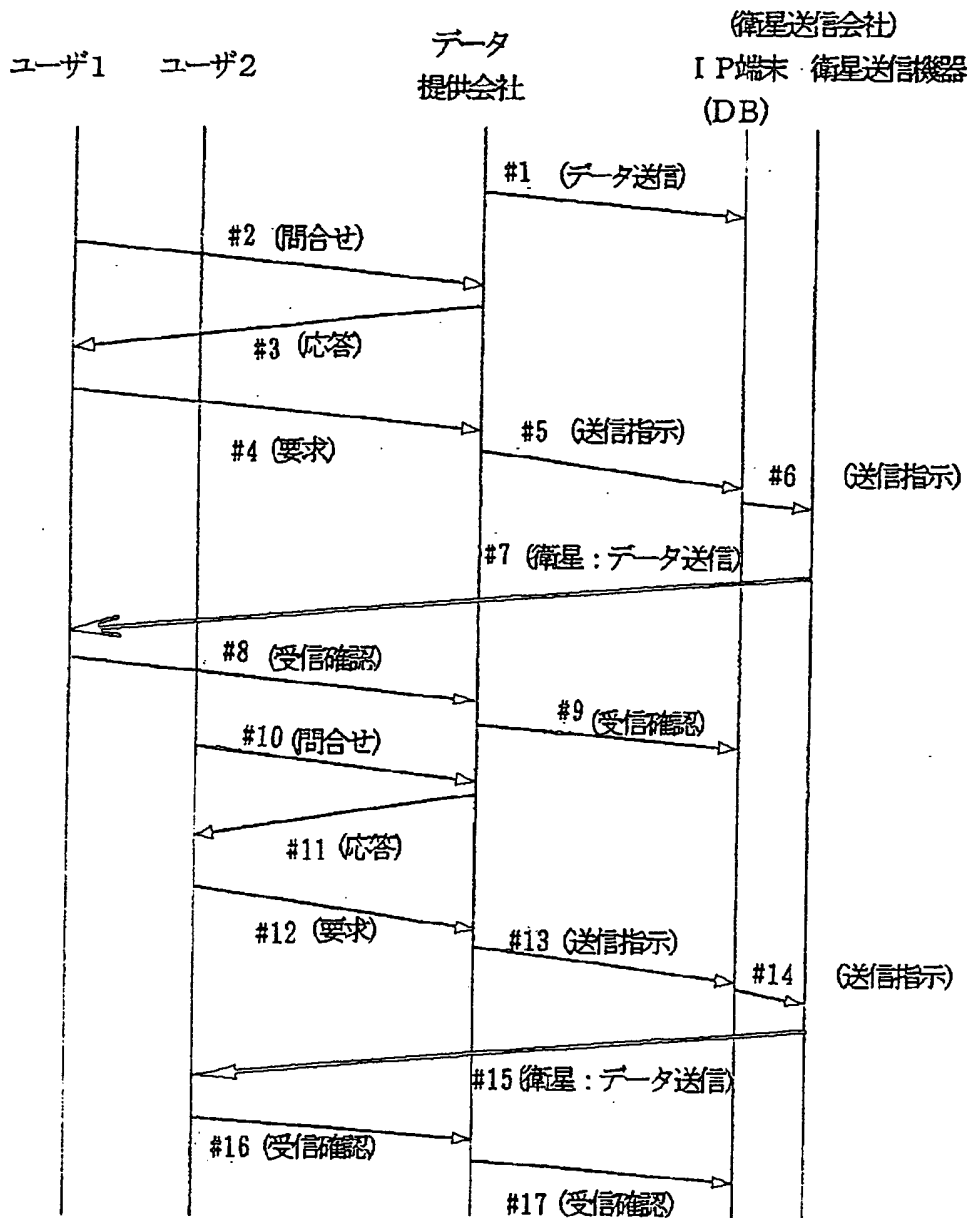 ユーザ1 ユーザ2
データ
提供会社
(衛星送信会社)
IP端末 衛星送信機器
(DB)
#1 (データ送信)
#2 (問合せ)
#3 (応答)
#4 (要求)
#5 (送信指示)
#6 (送信指示)
#7 (衛星:データ送信)
#8 (受信確認)
#9 (受信確認)
#10 (問合せ)
#11 (応答)
#12 (要求)
#13 (送信指示)
#14 (送信指示)
#15 (衛星:データ送信)
#16 (受信確認)
#17 (受信確認)